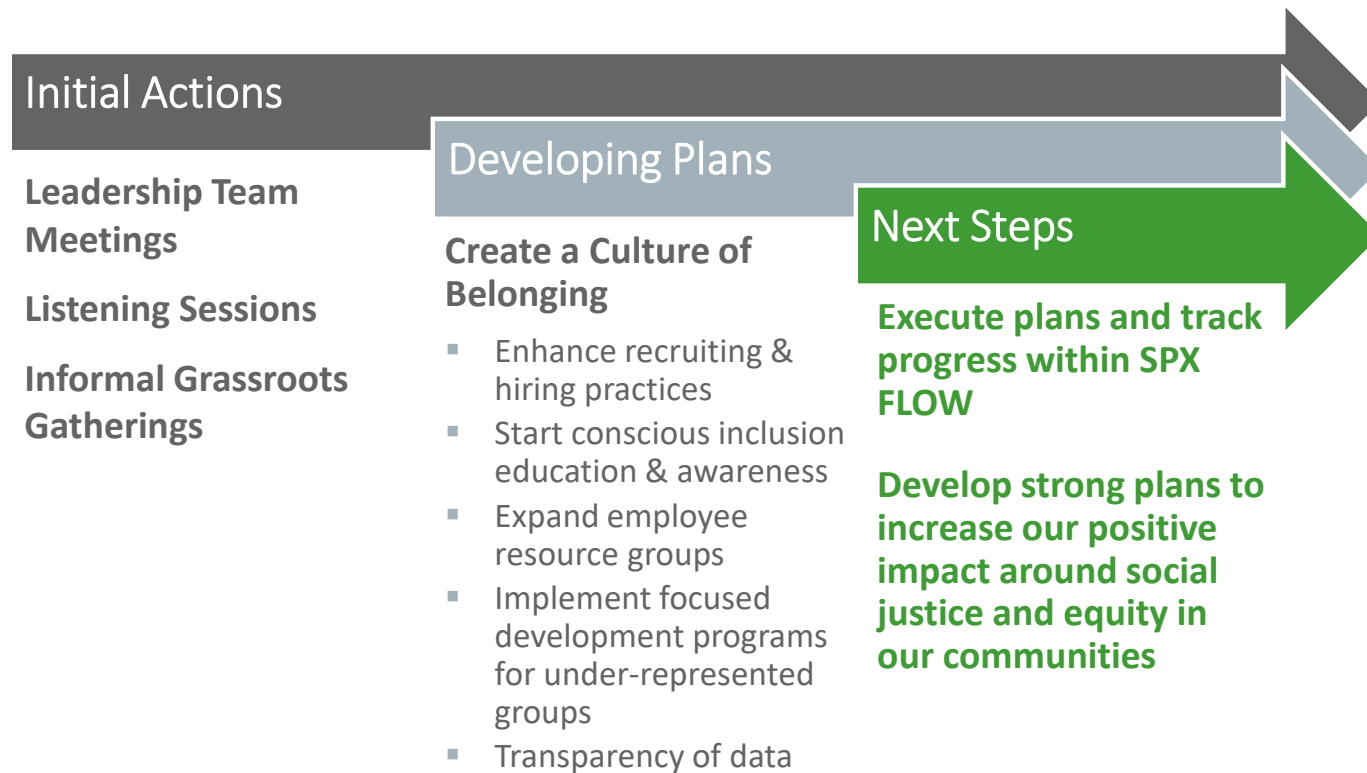 Initial Actions
Leadership Team
Meetings
Listening Sessions
Informal Grassroots
Gatherings
Developing Plans
Create a Culture of
Belonging
▪ Enhance recruiting &
hiring practices
▪ Start conscious inclusion
education & awareness
▪ Expand employee
resource groups
▪ Implement focused
development programs
for under-represented
groups
▪ Transparency of data
Next Steps
Execute plans and track
progress within SPX
FLOW
Develop strong plans to
increase our positive
impact around social
justice and equity in
our communities